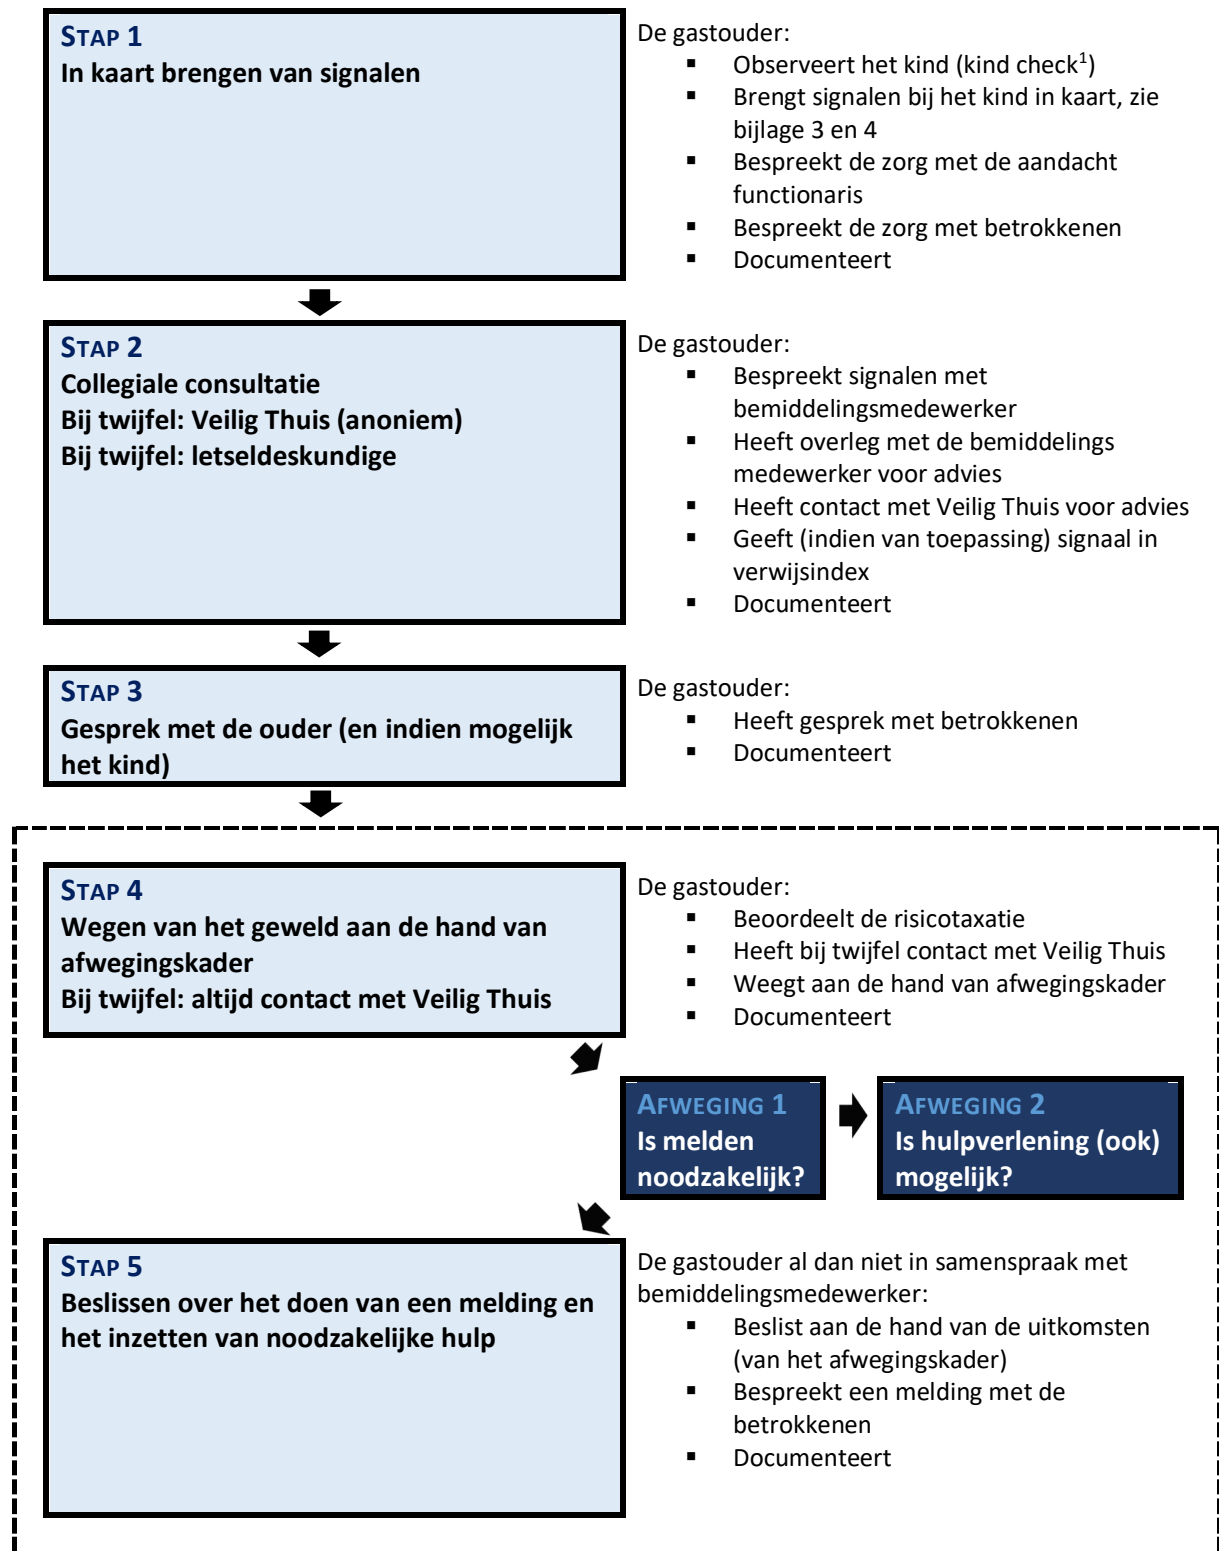 STAP 1
In kaart brengen van signalen
De gastouder:
▪ Observeert het kind (kind check¹)
▪ Brengt signalen bij het kind in kaart, zie
bijlage 3 en 4
▪ Bespreekt de zorg met de aandacht
functionaris
▪ Bespreekt de zorg met betrokkenen
▪ Documenteert
STAP 2
Collegiale consultatie
Bij twijfel: Veilig Thuis (anoniem)
Bij twijfel: letseldeskundige
De gastouder:
▪ Bespreekt signalen met
bemiddelingsmedewerker
▪ Heeft overleg met de bemiddelings
medewerker voor advies
▪ Heeft contact met Veilig Thuis voor advies
▪ Geeft (indien van toepassing) signaal in
verwijsindex
▪ Documenteert
STAP 3
Gesprek met de ouder (en indien mogelijk
het kind)
De gastouder:
▪ Heeft gesprek met betrokkenen
▪ Documenteert
STAP 4
Wegen van het geweld aan de hand van
afwegingskader
Bij twijfel: altijd contact met Veilig Thuis
De gastouder:
▪ Beoordeelt de risicotaxatie
▪ Heeft bij twijfel contact met Veilig Thuis
▪ Weegt aan de hand van afwegingskader
▪ Documenteert
AFWEGING 1
Is melden
noodzakelijk?
AFWEGING 2
Is hulpverlening (ook)
mogelijk?
STAP 5
Beslissen over het doen van een melding en
het inzetten van noodzakelijke hulp
De gastouder al dan niet in samenspraak met
bemiddelingsmedewerker:
▪ Beslist aan de hand van de uitkomsten
(van het afwegingskader)
▪ Bespreekt een melding met de
betrokkenen
▪ Documenteert